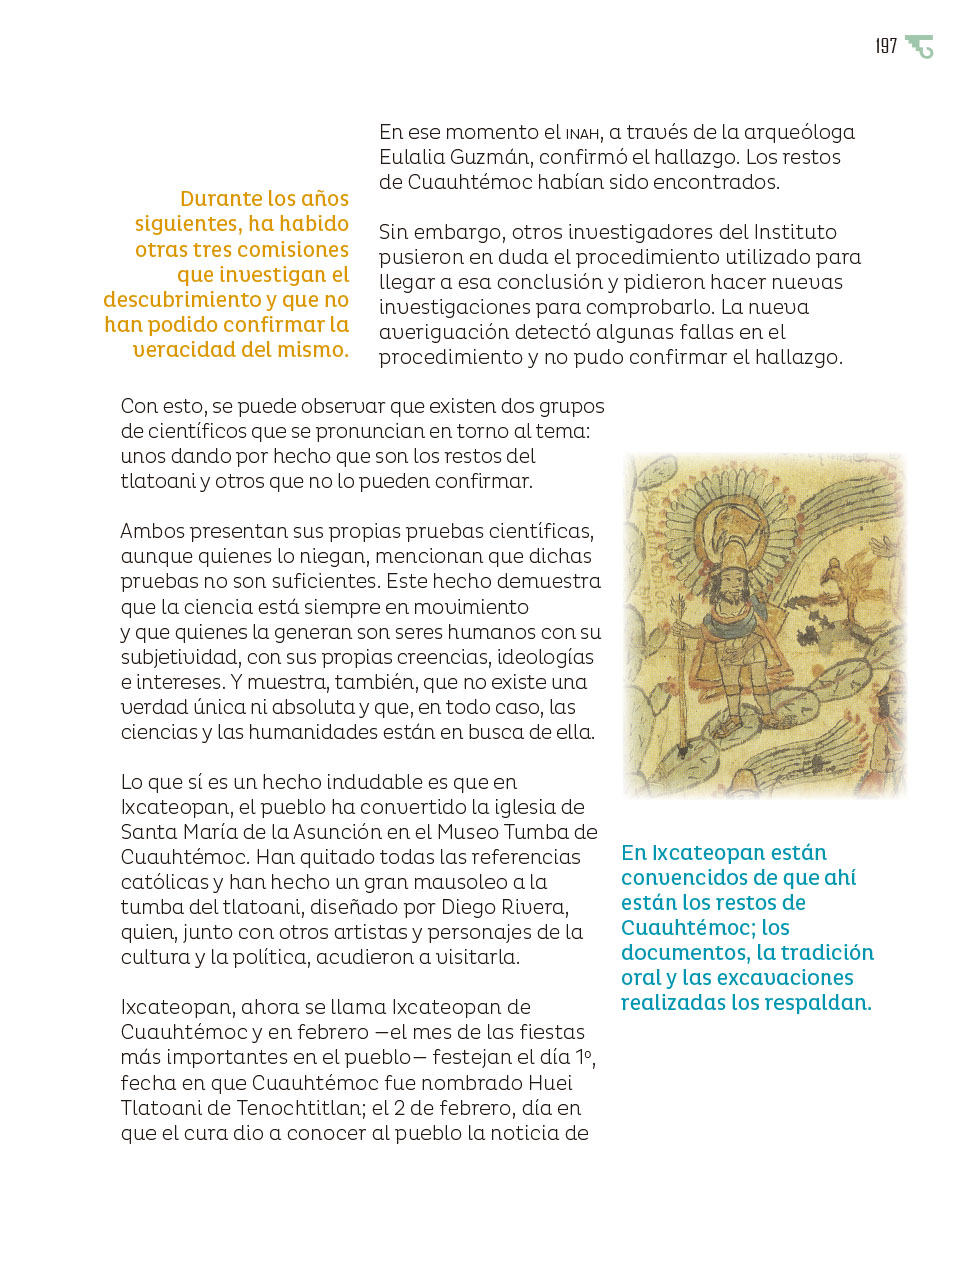 197
En ese momento el INAH, a través de la arqueóloga
Eulalia Guzmán, confirmó el hallazgo. Los restos
de Cuauhtémoc habían sido encontrados.
Durante los años
siguientes, ha habido
otras tres comisiones
que investigan el
descubrimiento y que no
han podido confirmar la
veracidad del mismo.
Sin embargo, otros investigadores del Instituto
pusieron en duda el procedimiento utilizado para
llegar a esa conclusión y pidieron hacer nuevas
investigaciones para comprobarlo. La nueva
averiguación detectó algunas fallas en el
procedimiento y no pudo confirmar el hallazgo.
Con esto, se puede observar que existen dos grupos
de científicos que se pronuncian en torno al tema:
unos dando por hecho que son los restos del
tlatoani y otros que no lo pueden confirmar.
Ambos presentan sus propias pruebas científicas,
aunque quienes lo niegan, mencionan que dichas
pruebas no son suficientes. Este hecho demuestra
que la ciencia está siempre en movimiento
y que quienes la generan son seres humanos con su
subjetividad, con sus propias creencias, ideologías
e intereses. Y muestra, también, que no existe una
verdad única ni absoluta y que, en todo caso, las
ciencias y las humanidades están en busca de ella.
Lo que sí es un hecho indudable es que en
Ixcateopan, el pueblo ha convertido la iglesia de
Santa María de la Asunción en el Museo Tumba de
Cuauhtémoc. Han quitado todas las referencias
católicas y han hecho un gran mausoleo a la
tumba del tlatoani, diseñado por Diego Rivera,
quien, junto con otros artistas y personajes de la
cultura y la política, acudieron a visitarla.
En Ixcateopan están
convencidos de que ahí
están los restos de
Cuauhtémoc; los
documentos, la tradición
oral y las excavaciones
realizadas los respaldan.
Ixcateopan, ahora se llama Ixcateopan de
Cuauhtémoc y en febrero —el mes de las fiestas
más importantes en el pueblo— festejan el día 1º,
fecha en que Cuauhtémoc fue nombrado Huei
Tlatoani de Tenochtitlan; el 2 de febrero, día en
que el cura dio a conocer al pueblo la noticia de